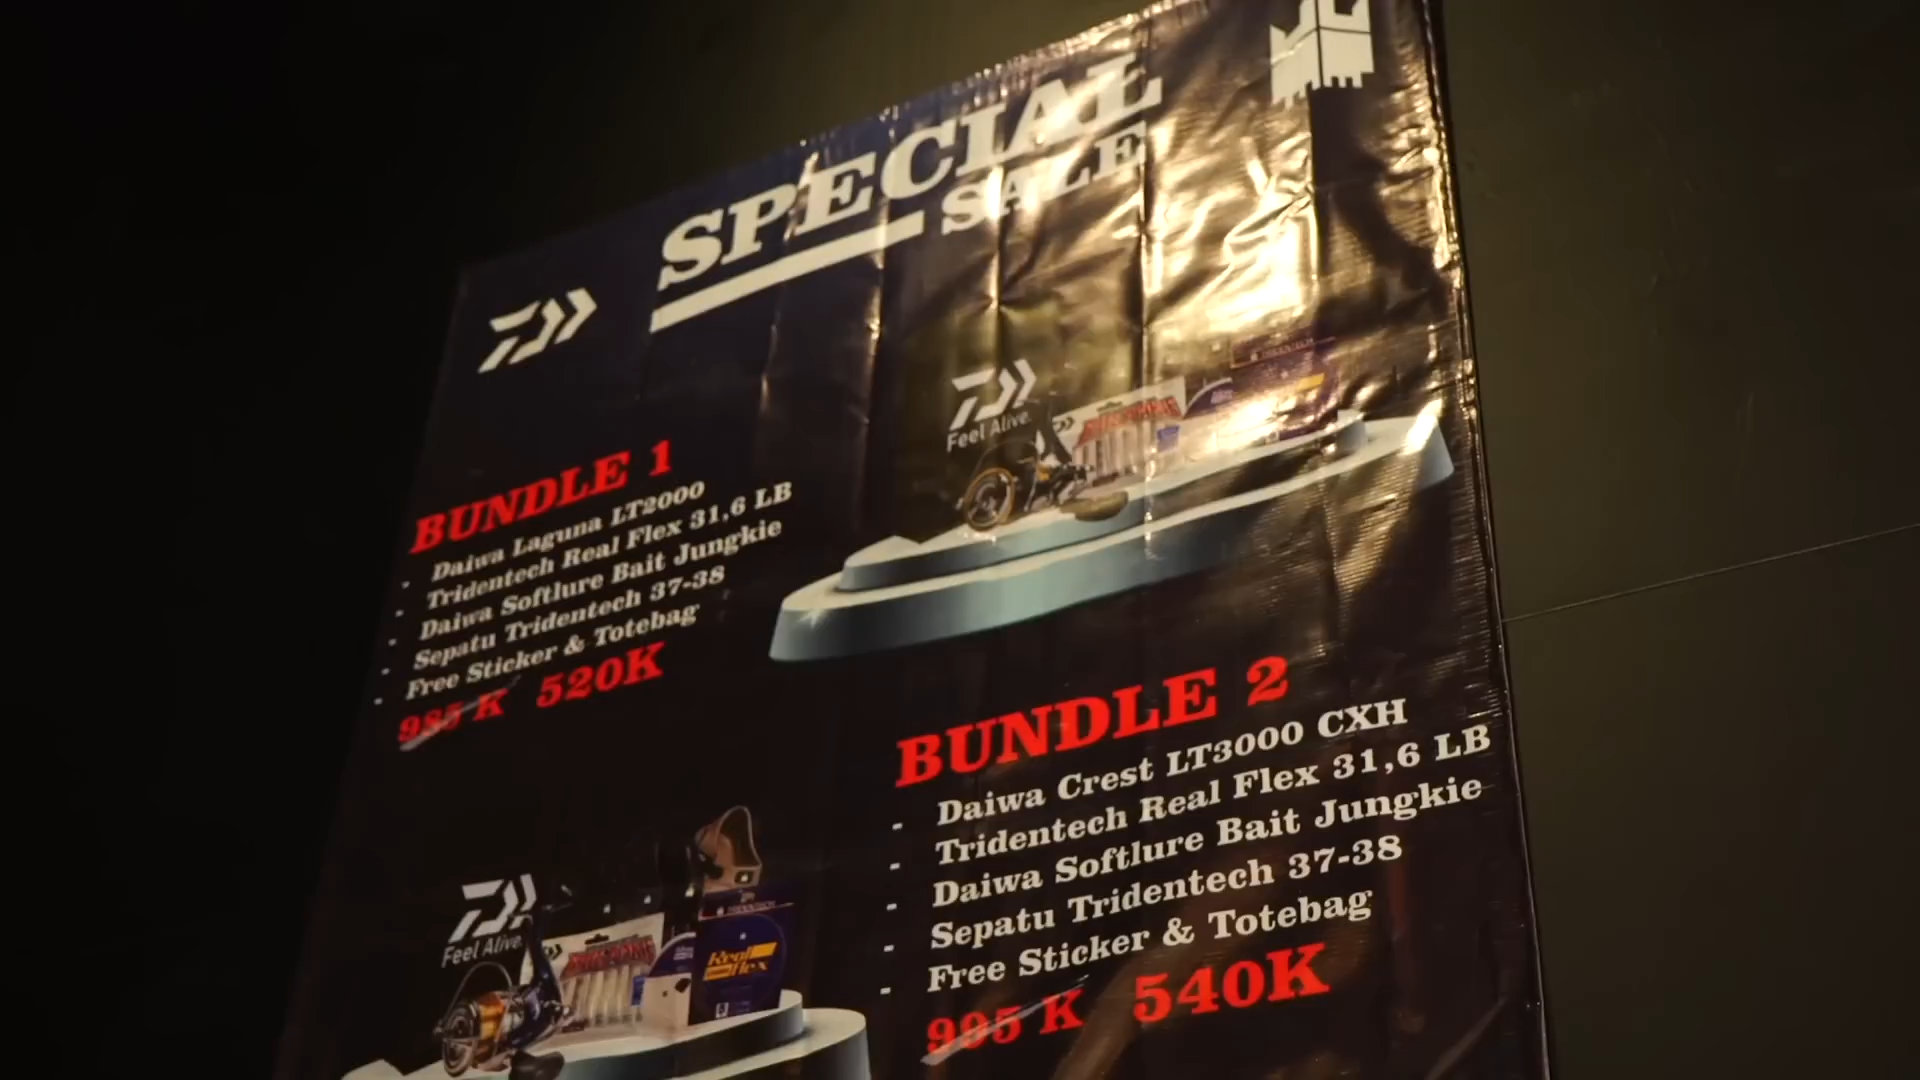 SPECIAL
SALE
Feel Alive.
BUNDLE 1
- Daiwa Laguna LT2000
- Tridentech Real Flex 31,6 LB
- Daiwa Softlure Bait Jungkie
- Sepatu Tridentech 37-38
- Free Sticker & Totebag
985 K 520K
BUNDLE 2
- Daiwa Crest LT3000 CXH
- Tridentech Real Flex 31,6 LB
- Daiwa Softlure Bait Jungkie
- Sepatu Tridentech 37-38
- Free Sticker & Totebag
995 K 540K
Feel Alive.
Real
Flex